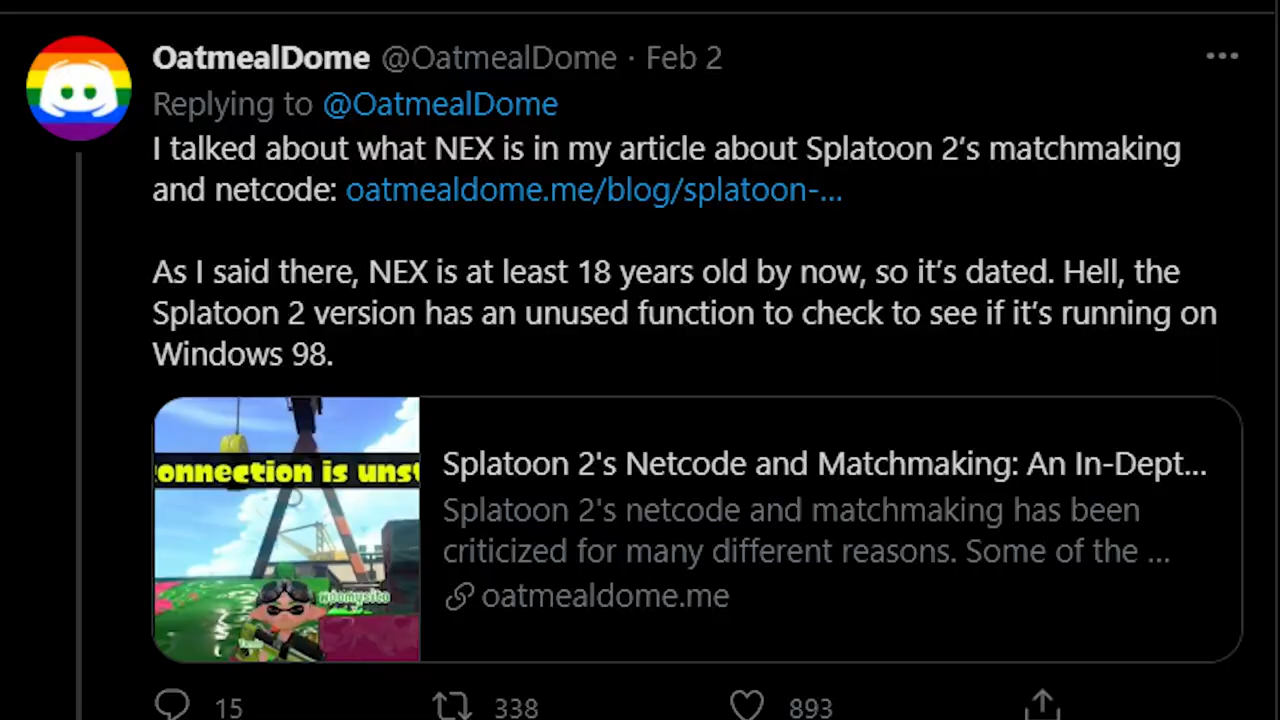 OatmealDome @OatmealDome · Feb 2
Replying to @OatmealDome
I talked about what NEX is in my article about Splatoon 2's matchmaking
and netcode: oatmealdome.me/blog/splatoon-...
As I said there, NEX is at least 18 years old by now, so it's dated. Hell, the
Splatoon 2 version has an unused function to check to see if it's running on
Windows 98.
onnection is unst
Splatoon 2's Netcode and Matchmaking: An In-Dept...
Splatoon 2's netcode and matchmaking has been
criticized for many different reasons. Some of the ...
oatmealdome.me
15 338 893